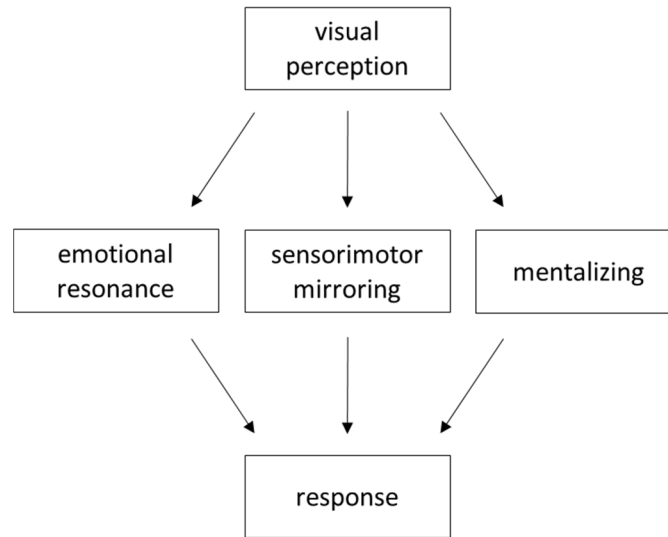 visual
perception
emotional
resonance
sensorimotor
mirroring
mentalizing
response